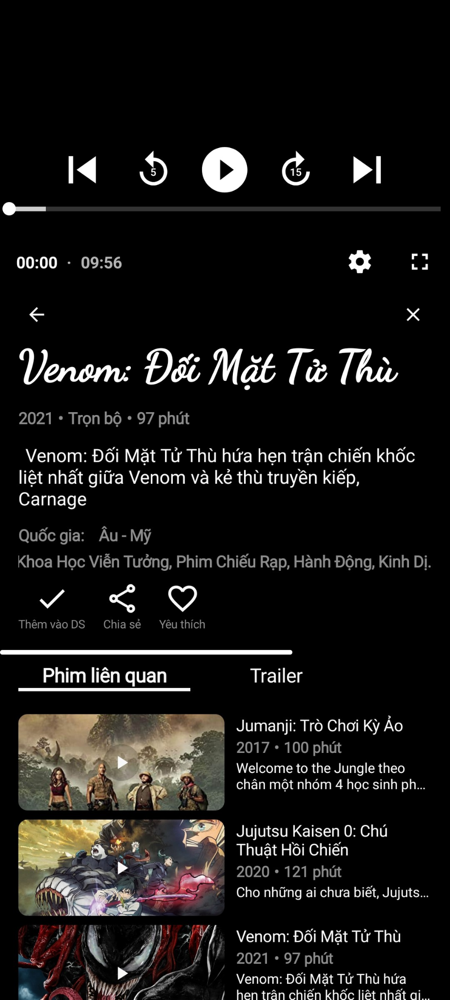 5
15
00:00 · 09:56
Venom: Đối Mặt Tử Thù
2021 • Trọn bộ • 97 phút
Venom: Đối Mặt Tử Thù hứa hẹn trận chiến khốc
liệt nhất giữa Venom và kẻ thù truyền kiếp,
Carnage
Quốc gia: Âu - Mỹ
Khoa Học Viễn Tưởng, Phim Chiếu Rạp, Hành Động, Kinh Dị.
Thêm vào DS Chia sẻ Yêu thích
Phim liên quan Trailer
Jumanji: Trò Chơi Kỳ Ảo
2017 • 100 phút
Welcome to the Jungle theo
chân một nhóm 4 học sinh ph...
Jujutsu Kaisen 0: Chú
Thuật Hồi Chiến
2020 • 121 phút
Cho những ai chưa biết, Jujuts...
Venom: Đối Mặt Tử Thù
2021 • 97 phút
Venom: Đối Mặt Tử Thù hứa
hẹn trận chiến khốc liệt nhất gi...